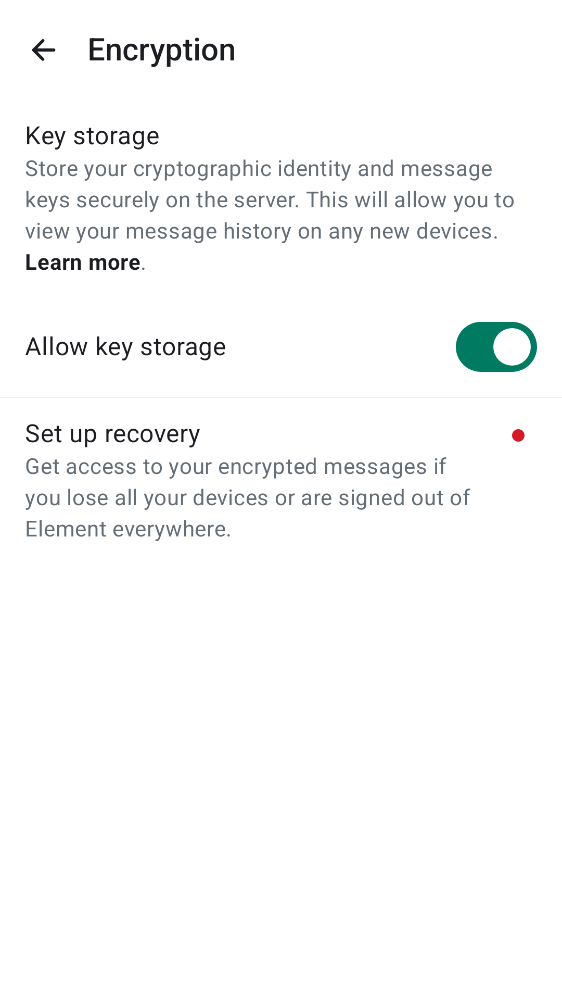 Encryption
Key storage
Store your cryptographic identity and message
keys securely on the server. This will allow you to
view your message history on any new devices.
Learn more.
Allow key storage
Set up recovery
Get access to your encrypted messages if
you lose all your devices or are signed out of
Element everywhere.